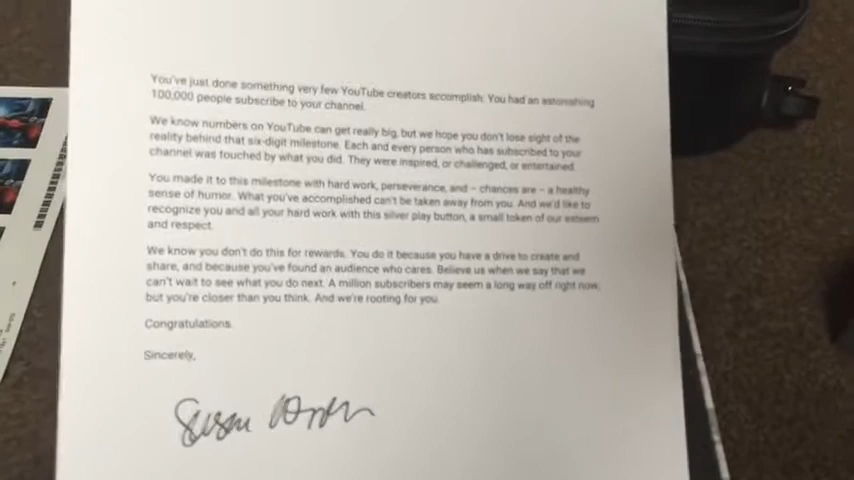 You've just done something very few YouTube creators accomplish. You had an astonishing
100,000 people subscribe to your channel.
We know numbers on YouTube can get really big, but we hope you don't lose sight of the
reality behind that six-digit milestone. Each and every person who has subscribed to your
channel was touched by what you did. They were inspired, or challenged, or entertained.
You made it to this milestone with hard work, perseverance, and – chances are – a healthy
sense of humor. What you've accomplished can't be taken away from you. And we'd like to
recognize you and all your hard work with this silver play button, a small token of our esteem
and respect.
We know you don't do this for rewards. You do it because you have a drive to create and
share, and because you've found an audience who cares. Believe us when we say that we
can't wait to see what you do next. A million subscribers may seem a long way off right now,
but you're closer than you think. And we're rooting for you.
Congratulations.
Sincerely,
Susan